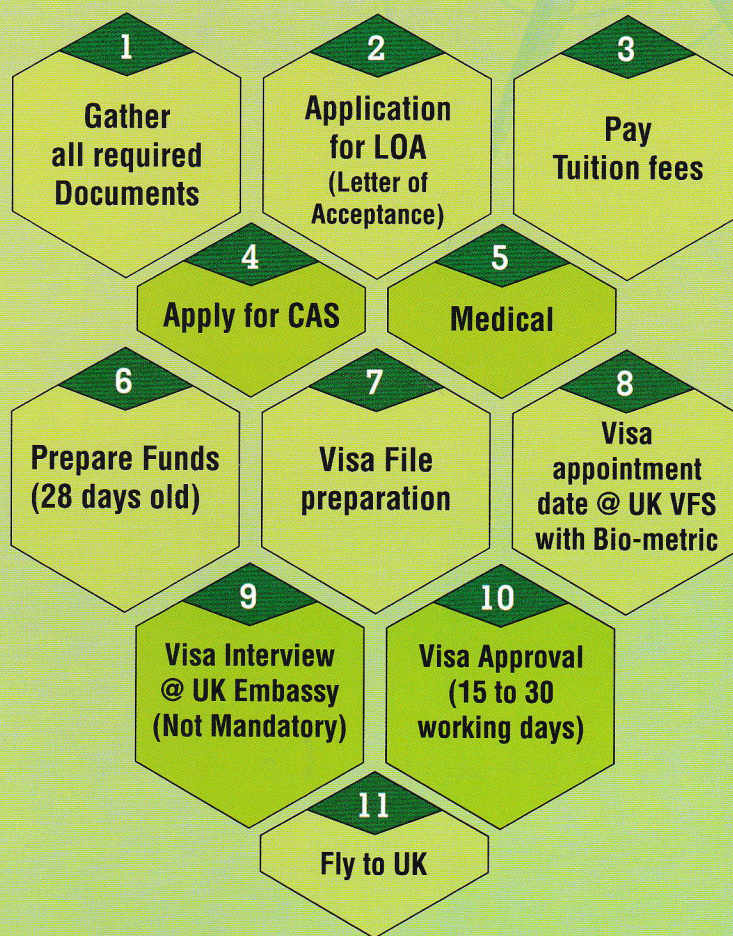 1
Gather
all required
Documents
2
Application
for LOA
(Letter of
Acceptance)
3
Pay
Tuition fees
4
Apply for CAS
5
Medical
6
Prepare Funds
(28 days old)
7
Visa File
preparation
8
Visa
appointment
date @ UK VFS
with Bio-metric
9
Visa Interview
@ UK Embassy
(Not Mandatory)
10
Visa Approval
(15 to 30
working days)
11
Fly to UK